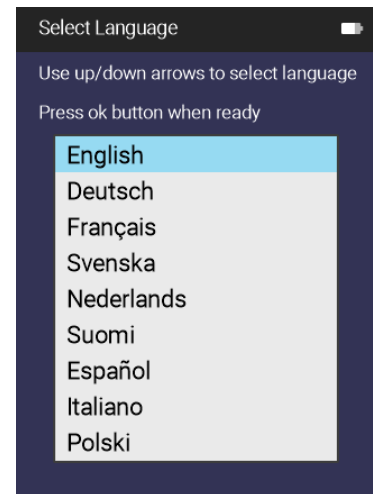 Select Language
Use up/down arrows to select language
Press ok button when ready
English
Deutsch
Français
Svenska
Nederlands
Suomi
Español
Italiano
Polski